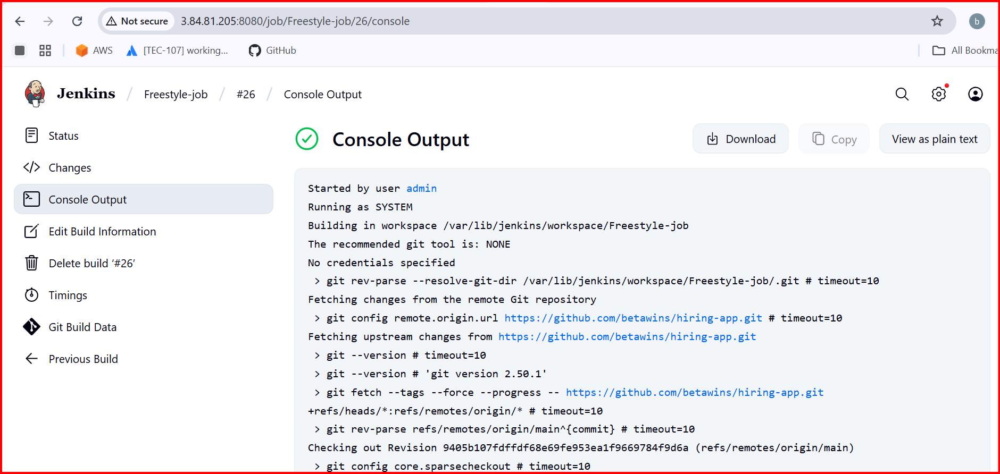 Not secure 3.84.81.205:8080/job/Freestyle-job/26/console b
AWS [TEC-107] working... GitHub All Bookma
Jenkins / Freestyle-job / #26 / Console Output
Status
Changes
Console Output
Edit Build Information
Delete build ‘#26’
Timings
Git Build Data
Previous Build
Console Output
Download Copy View as plain text
Started by user admin
Running as SYSTEM
Building in workspace /var/lib/jenkins/workspace/Freestyle-job
The recommended git tool is: NONE
No credentials specified
 > git rev-parse --resolve-git-dir /var/lib/jenkins/workspace/Freestyle-job/.git # timeout=10
Fetching changes from the remote Git repository
 > git config remote.origin.url https://github.com/betawins/hiring-app.git # timeout=10
Fetching upstream changes from https://github.com/betawins/hiring-app.git
 > git --version # timeout=10
 > git --version # 'git version 2.50.1'
 > git fetch --tags --force --progress -- https://github.com/betawins/hiring-app.git
+refs/heads/*:refs/remotes/origin/* # timeout=10
 > git rev-parse refs/remotes/origin/main^{commit} # timeout=10
Checking out Revision 9405b107fdffdf68e69fe953ea1f9669784f9d6a (refs/remotes/origin/main)
 > git config core.sparsecheckout # timeout=10